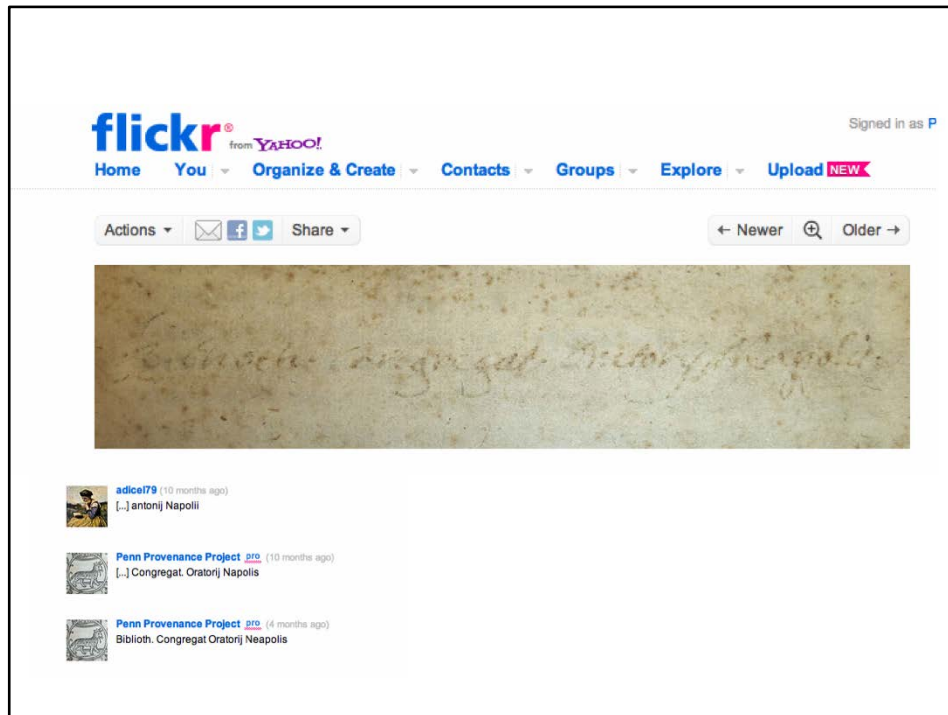 flickr® from YAHOO!
Signed in as P
Home You Organize & Create Contacts Groups Explore Upload NEW
Actions Share ← Newer Older →
Congregat. Oratorij
adicel79 (10 months ago)
[...] antonij Napolii
Penn Provenance Project pro (10 months ago)
[...] Congregat. Oratorij Napolis
Penn Provenance Project pro (4 months ago)
Biblioth. Congregat Oratorij Neapolis